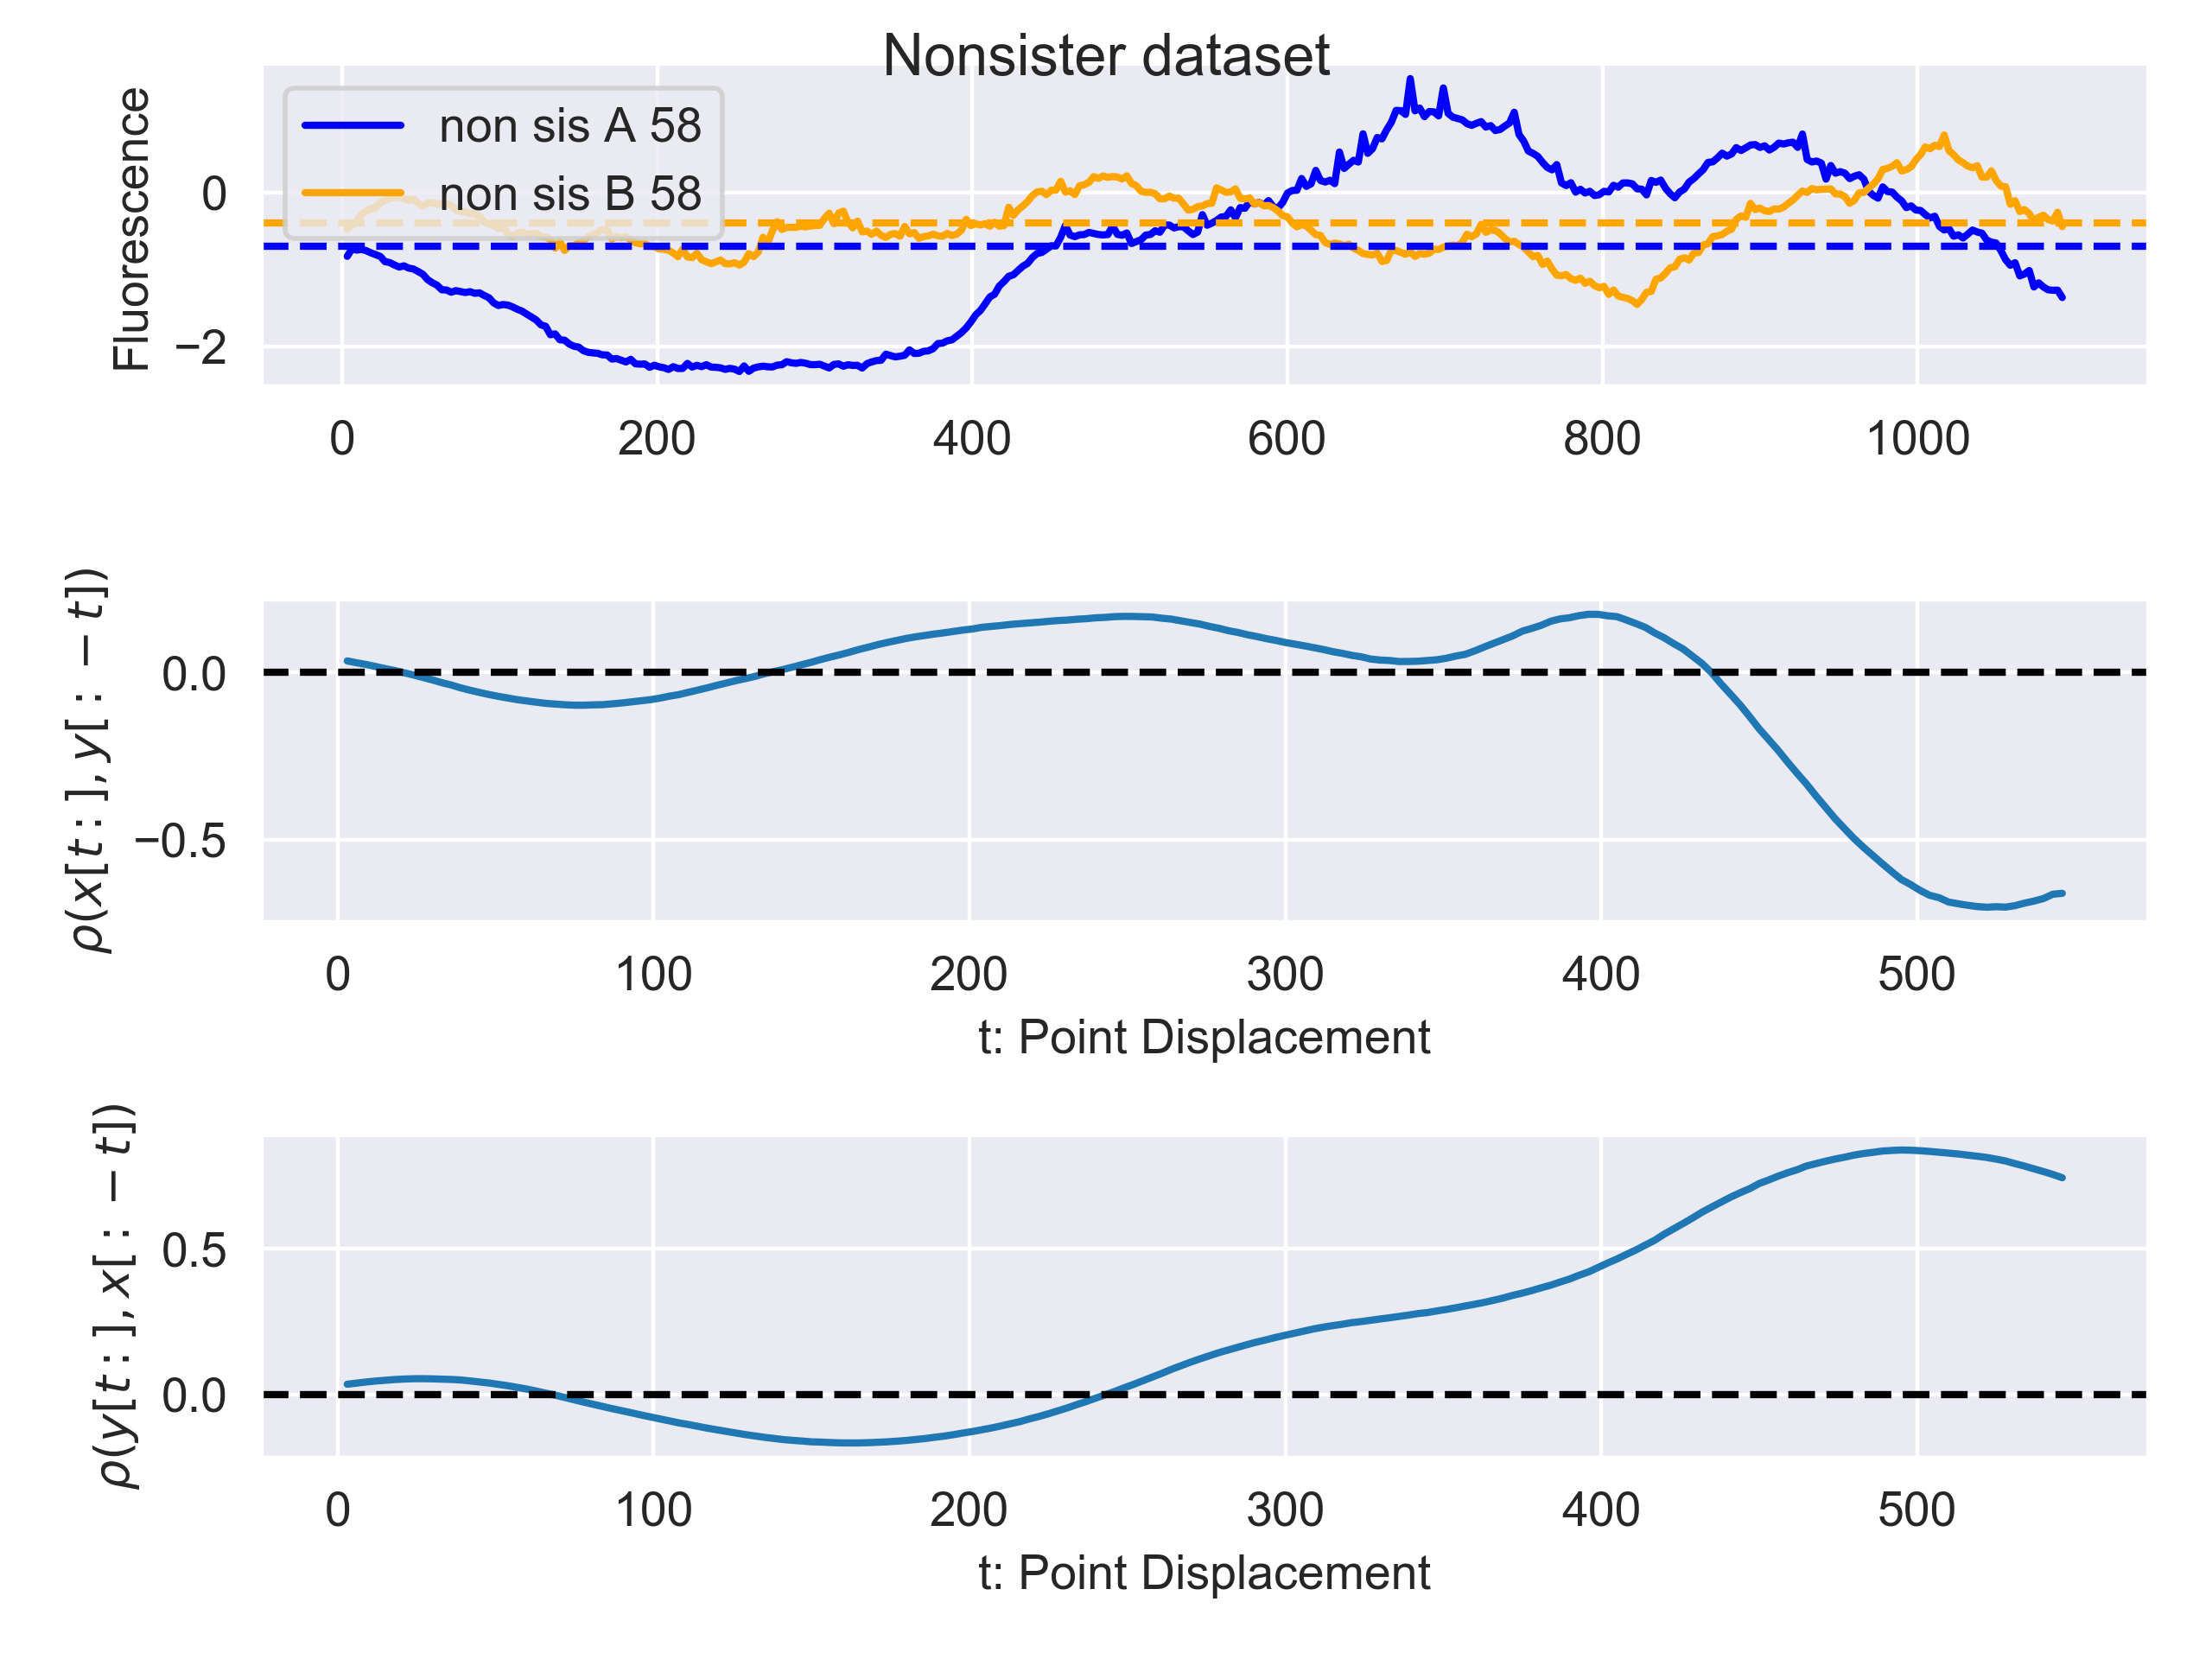 Nonsister dataset
Fluorescence
non sis A 58
non sis B 58
0
−2
0 200 400 600 800 1000
ρ(x[t:], y[: − t])
0.0
−0.5
0 100 200 300 400 500
t: Point Displacement
ρ(y[t:], x[: − t])
0.5
0.0
0 100 200 300 400 500
t: Point Displacement